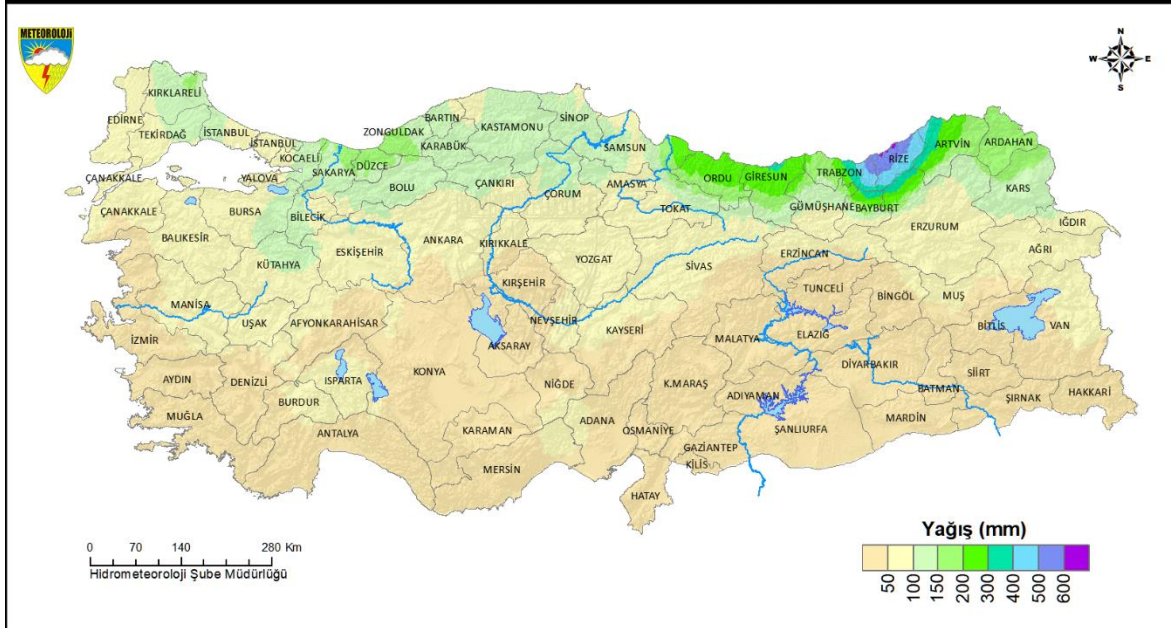 METEOROLOJİ
N
W E
S
KIRKLARELİ
EDİRNE
TEKİRDAĞ
İSTANBUL
İSTANBUL
KOCAELİ
YALOVA
SAKARYA
DÜZCE
ZONGULDAK
BARTIN
KARABÜK
KASTAMONU
SİNOP
SAMSUN
BOLU
ÇANKIRI
ÇORUM
AMASYA
TOKAT
ORDU
GİRESUN
TRABZON
RİZE
ARTVİN
ARDAHAN
KARS
GÜMÜŞHANE
BAYBURT
ERZURUM
IĞDIR
AĞRI
ÇANAKKALE
ÇANAKKALE
BALIKESİR
BURSA
BİLECİK
KÜTAHYA
ESKİŞEHİR
ANKARA
KIRIKKALE
YOZGAT
SİVAS
ERZİNCAN
TUNCELİ
BİNGÖL
MUŞ
BİTLİS
VAN
MANİSA
İZMİR
UŞAK
AFYONKARAHİSAR
KIRŞEHİR
NEVŞEHİR
AKSARAY
KAYSERİ
MALATYA
ELAZIĞ
DİYARBAKIR
SİİRT
BATMAN
ŞIRNAK
HAKKARİ
AYDIN
DENİZLİ
ISPARTA
BURDUR
KONYA
NİĞDE
K.MARAŞ
ADIYAMAN
MARDİN
MUĞLA
ANTALYA
KARAMAN
ADANA
OSMANİYE
ŞANLIURFA
GAZİANTEP
KİLİS
MERSİN
HATAY
0 70 140 280 Km
Hidrometeoroloji Şube Müdürlüğü
Yağış (mm)
50 100 150 200 300 400 500 600